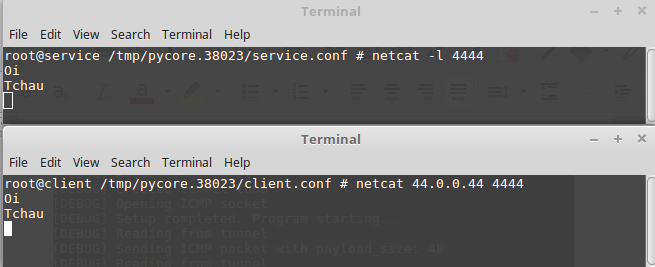 Terminal
File Edit View Search Terminal Help
root@service /tmp/pycore.38023/service.conf # netcat -l 4444
Oi
Tchau
Terminal
File Edit View Search Terminal Help
root@client /tmp/pycore.38023/client.conf # netcat 44.0.0.44 4444
Oi
Tchau
[DEBUG] Opening ICMP socket
[DEBUG] Setup completed. Program starting...
[DEBUG] Reading from tunnel
[DEBUG] Sending ICMP packet with payload_size: 48
[DEBUG] Reading from tunnel